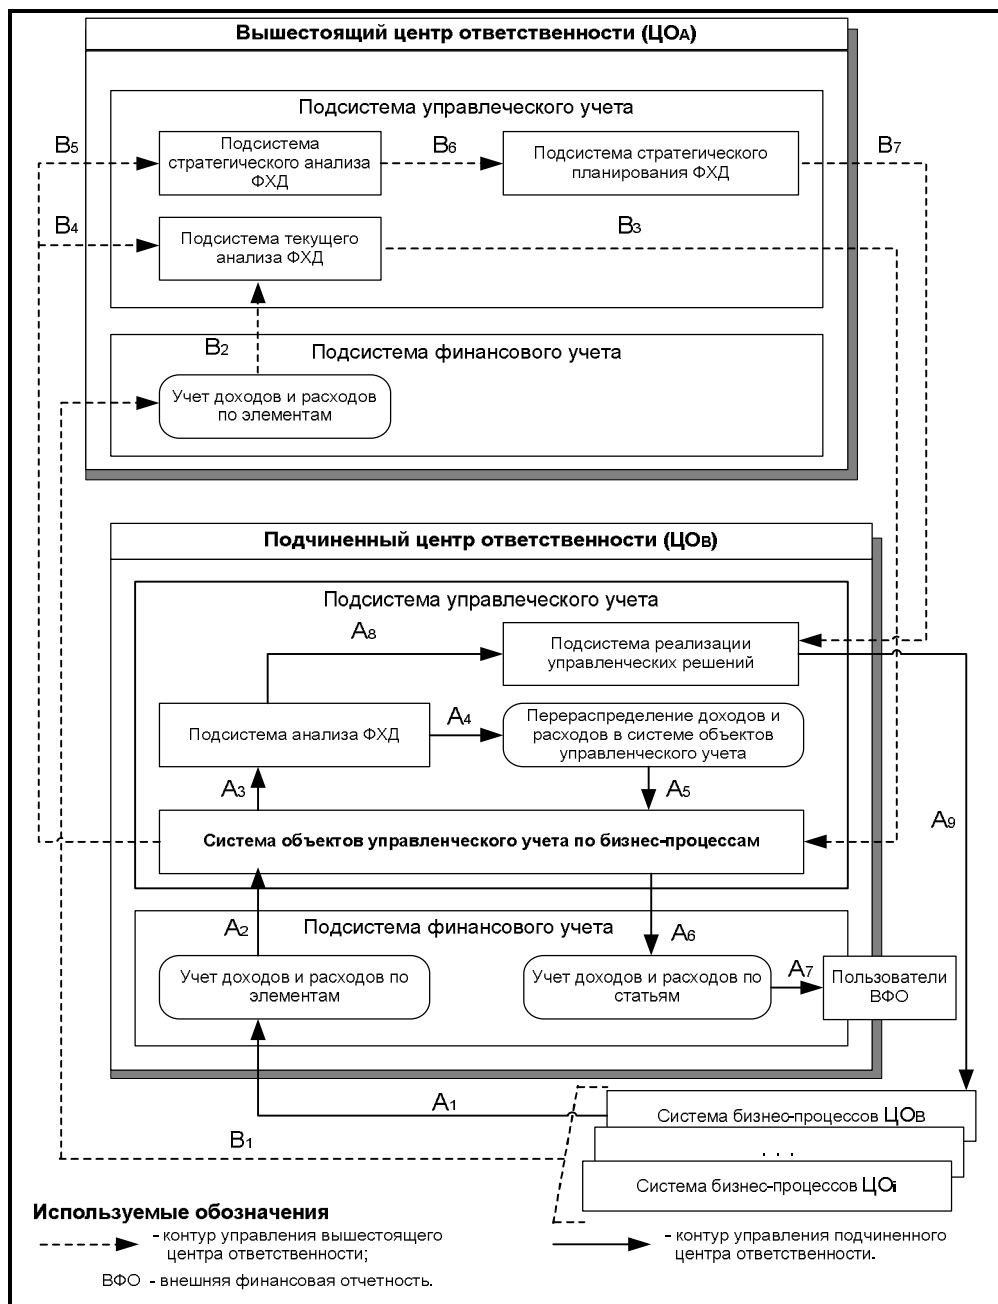 Вышестоящий центр ответственности (ЦОА)
Подсистема управлеческого учета
B5
Подсистема
стратегического анализа
ФХД
B6
Подсистема стратегического
планирования ФХД
B7
B4
Подсистема текущего
анализа ФХД
B3
B2
Подсистема финансового учета
Учет доходов и расходов
по элементам
Подчиненный центр ответственности (ЦОВ)
Подсистема управлеческого учета
A8
Подсистема реализации
управленческих решений
Подсистема анализа ФХД
A4
Перераспределение доходов и
расходов в системе объектов
управленческого учета
A3
A5
A9
Система объектов управленческого учета по бизнес-процессам
A2
Подсистема финансового учета
A6
Учет доходов и расходов по
элементам
Учет доходов и расходов по
статьям
A7
Пользователи
ВФО
A1
Система бизнес-процессов ЦОВ
B1
. . .
Система бизнес-процессов ЦОi
Используемые обозначения
- контур управления вышестоящего
центра ответственности;
- контур управления подчиненного
центра ответственности.
ВФО - внешняя финансовая отчетность.